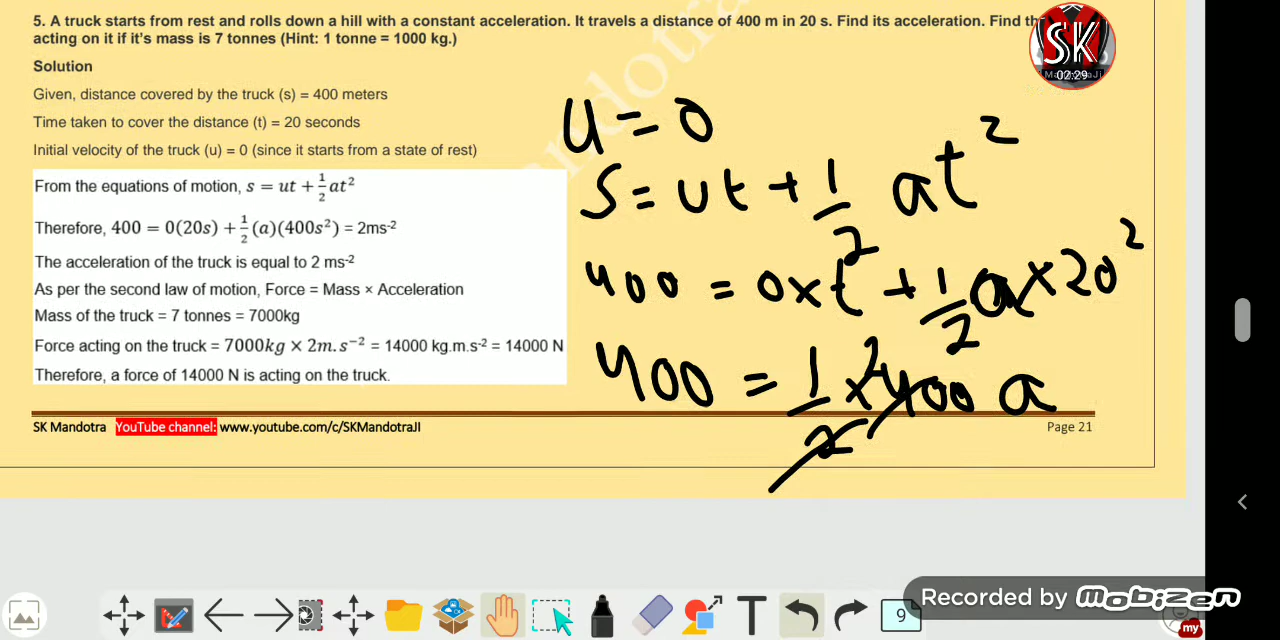 5. A truck starts from rest and rolls down a hill with a constant acceleration. It travels a distance of 400 m in 20 s. Find its acceleration. Find th
acting on it if it's mass is 7 tonnes (Hint: 1 tonne = 1000 kg.)
SK
02:29
Solution
Given, distance covered by the truck (s) = 400 meters
Time taken to cover the distance (t) = 20 seconds
Initial velocity of the truck (u) = 0 (since it starts from a state of rest)
From the equations of motion, s = ut + 1/2 at²
Therefore, 400 = 0(20s) + 1/2 (a)(400s²) = 2ms-²
The acceleration of the truck is equal to 2 ms-²
As per the second law of motion, Force = Mass × Acceleration
Mass of the truck = 7 tonnes = 7000kg
Force acting on the truck = 7000kg × 2m.s⁻² = 14000 kg.m.s-² = 14000 N
Therefore, a force of 14000 N is acting on the truck.
u = 0
S = ut + 1/2 at²
400 = 0×t + 1/2 a×20²
400 = 1/2 × 400 a
2
SK Mandotra YouTube channel: www.youtube.com/c/SKMandotraJI
Page 21
T
9
Recorded by mobizen
my